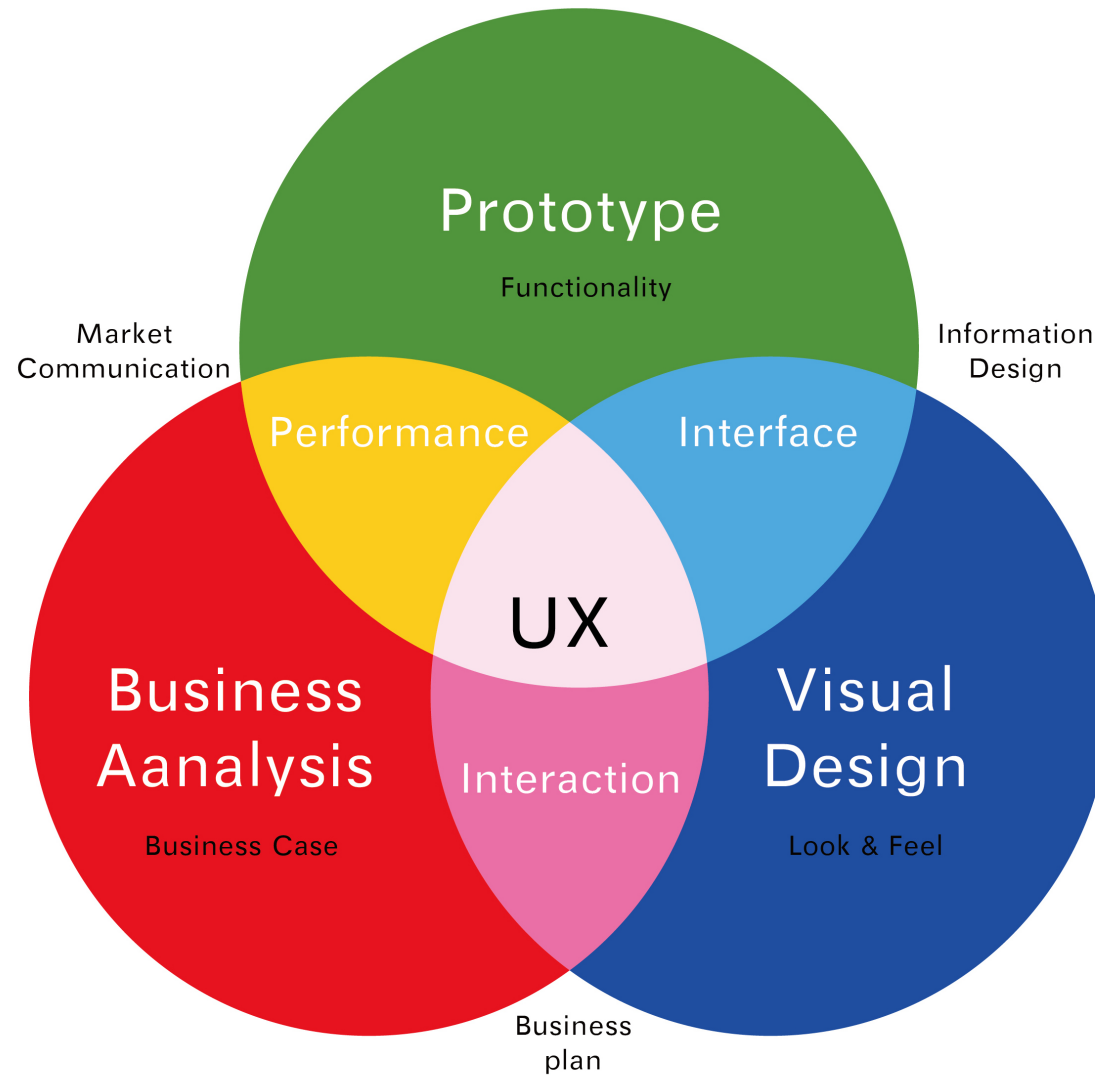 Prototype
Functionality
Market
Communication
Information
Design
Performance
Interface
UX
Business
Aanalysis
Business Case
Interaction
Visual
Design
Look & Feel
Business
plan